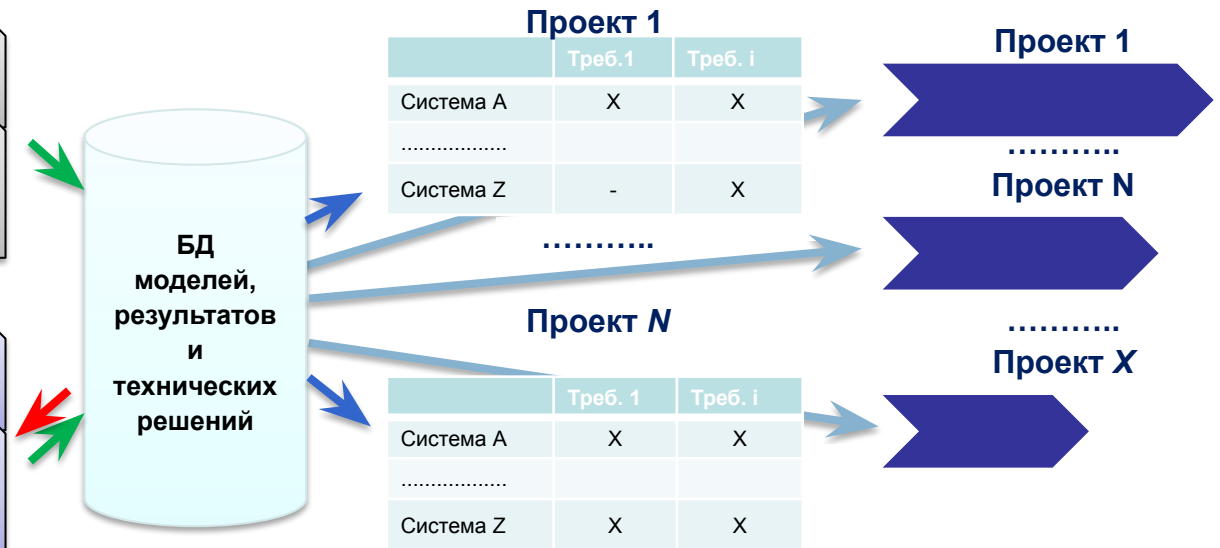 Проект 1
Треб.1 Треб. i
Система A X X
..................
Система Z - X
………..
Проект N
Треб. 1 Треб. i
Система A X X
..................
Система Z X X
БД
моделей,
результатов
и
технических
решений
Проект 1
………..
Проект N
………..
Проект X